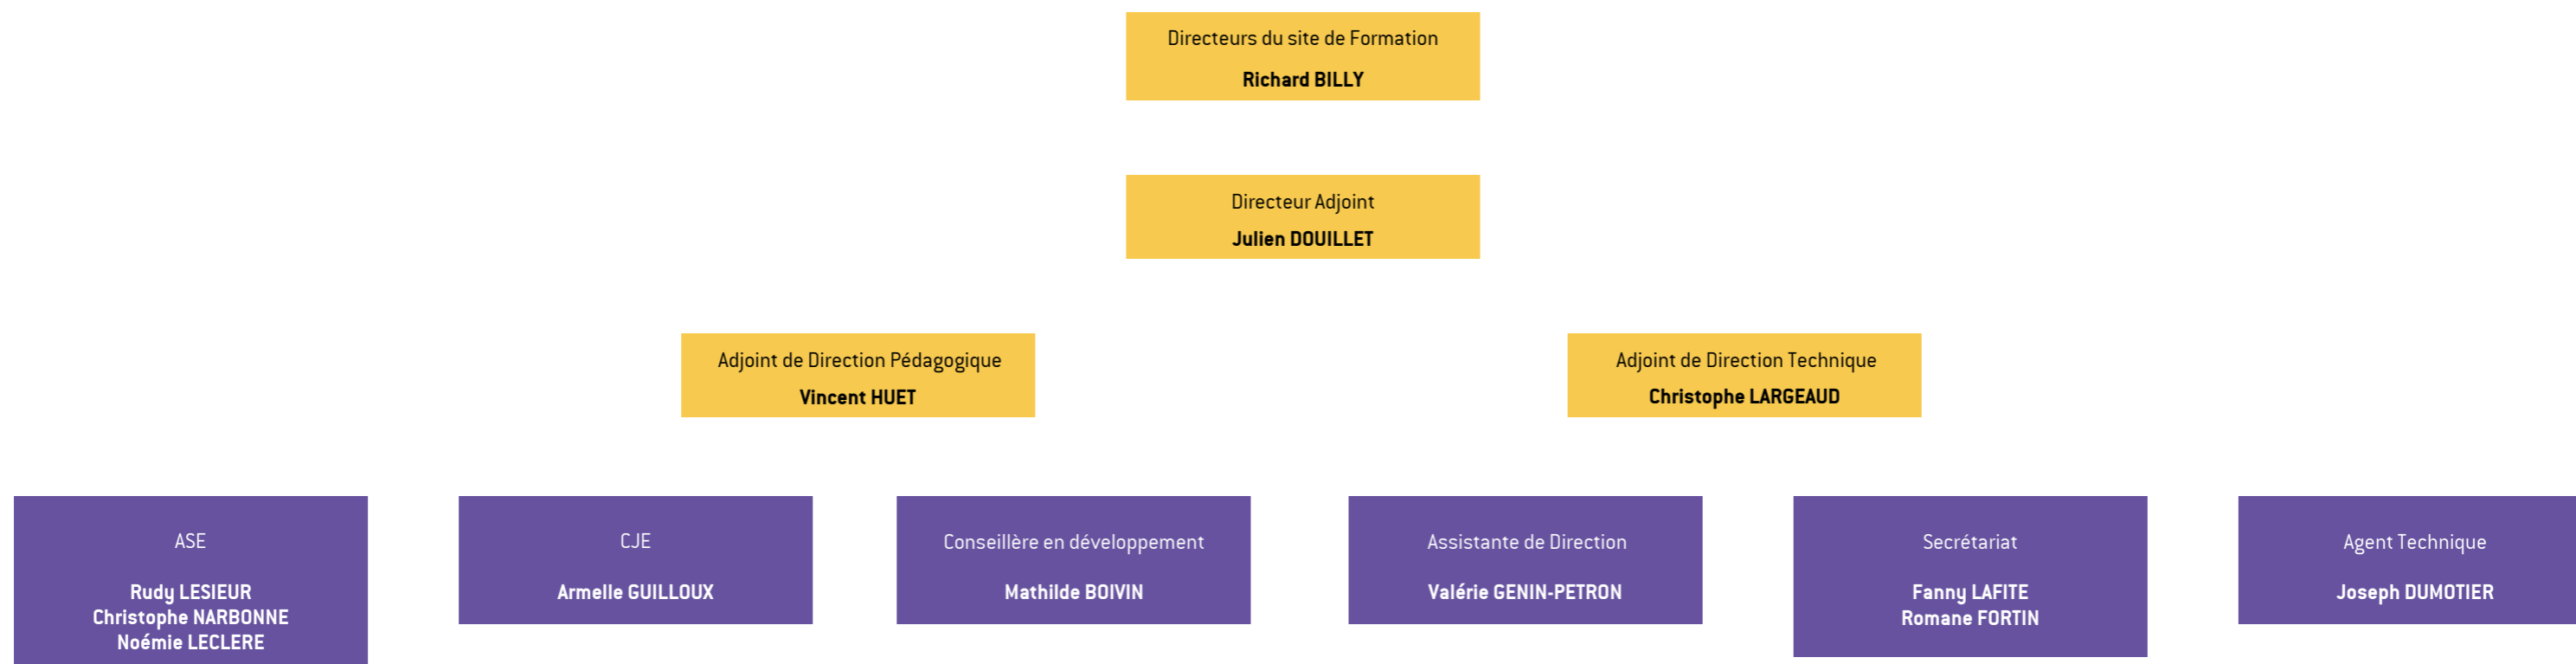 Directeurs du site de Formation
Richard BILLY
Directeur Adjoint
Julien DOUILLET
Adjoint de Direction Pédagogique
Vincent HUET
Adjoint de Direction Technique
Christophe LARGEAUD
ASE
Rudy LESIEUR
Christophe NARBONNE
Noémie LECLERE
CJE
Armelle GUILLOUX
Conseillère en développement
Mathilde BOIVIN
Assistante de Direction
Valérie GENIN-PETRON
Secrétariat
Fanny LAFITE
Romane FORTIN
Agent Technique
Joseph DUMOTIER